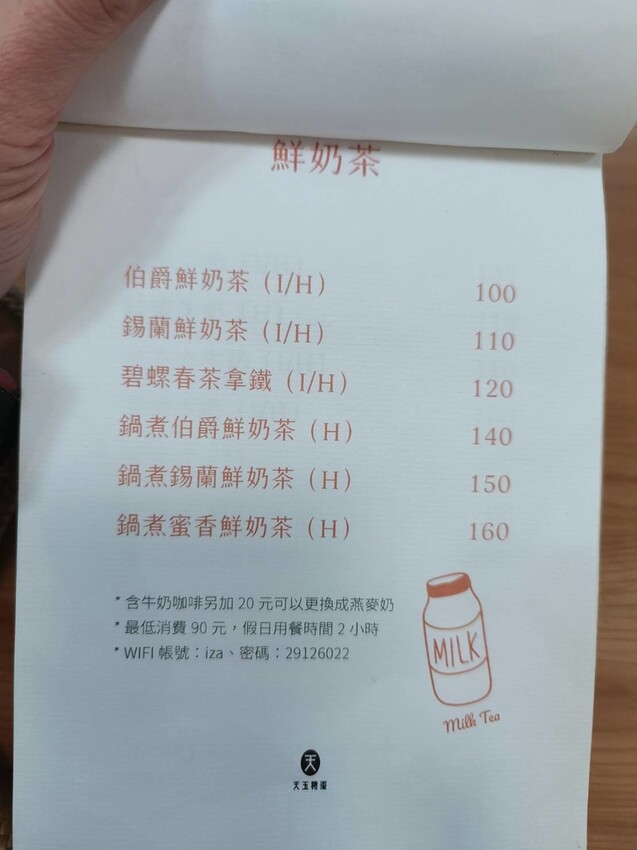 鮮奶茶
伯爵鮮奶茶 (I/H) 100
錫蘭鮮奶茶 (I/H) 110
碧螺春茶拿鐵 (I/H) 120
鍋煮伯爵鮮奶茶 (H) 140
鍋煮錫蘭鮮奶茶 (H) 150
鍋煮蜜香鮮奶茶 (H) 160
* 含牛奶咖啡另加 20 元可以更換成燕麥奶
* 最低消費 90 元，假日用餐時間 2 小時
* WIFI 帳號：iza、密碼：29126022
MILK
Milk Tea
天
天玉